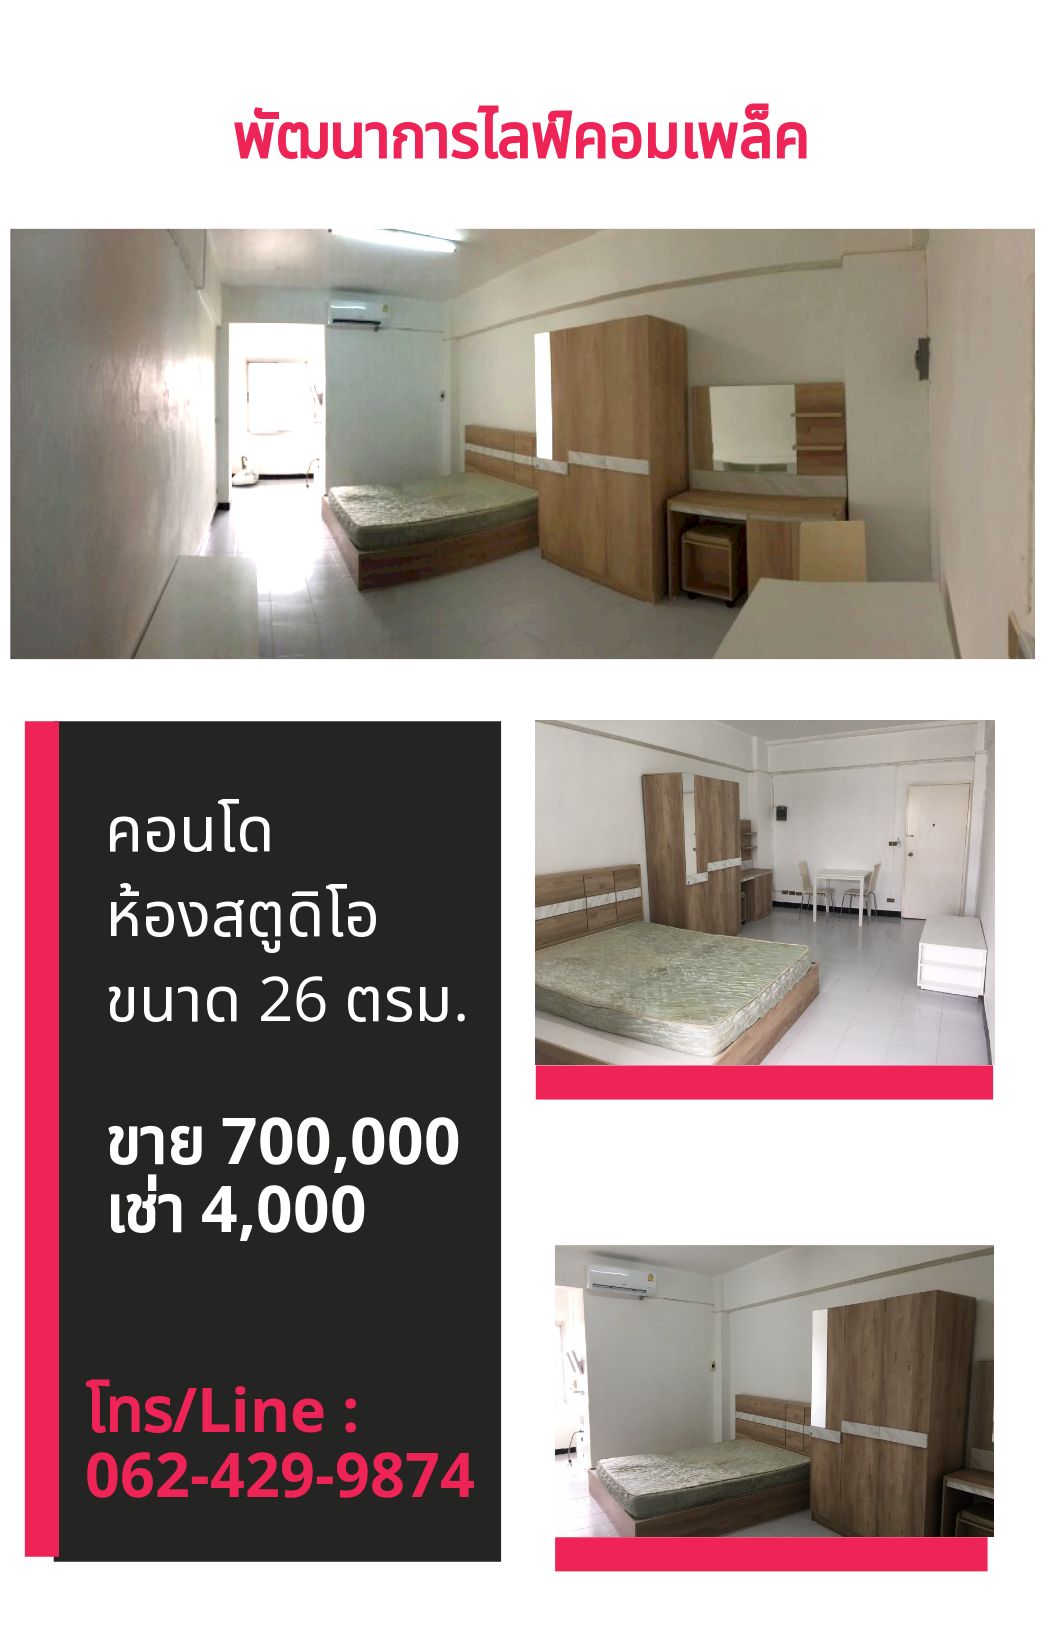 พัฒนาการไลฟ์คอมเพล็ค
คอนโด
ห้องสตูดิโอ
ขนาด 26 ตรม.
ขาย 700,000
เช่า 4,000
โทร/Line :
062-429-9874